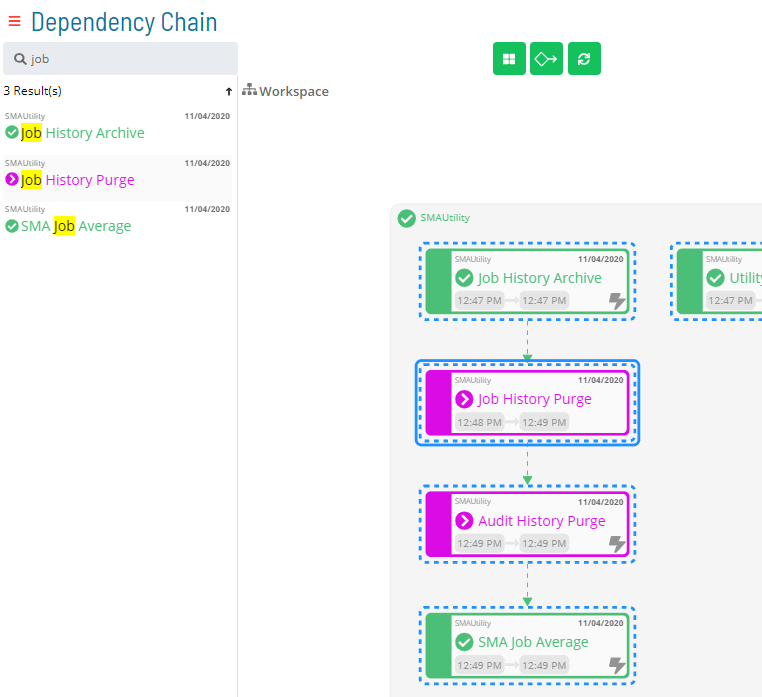 Dependency Chain
job
3 Result(s)
Workspace
SMAUtility 11/04/2020
Job History Archive
SMAUtility 11/04/2020
Job History Purge
SMAUtility 11/04/2020
SMA Job Average
SMAUtility
SMAUtility 11/04/2020
Job History Archive
12:47 PM 12:47 PM
SMAUtility
Utility
12:47 PM
SMAUtility 11/04/2020
Job History Purge
12:48 PM 12:49 PM
SMAUtility 11/04/2020
Audit History Purge
12:49 PM 12:49 PM
SMAUtility 11/04/2020
SMA Job Average
12:49 PM 12:49 PM